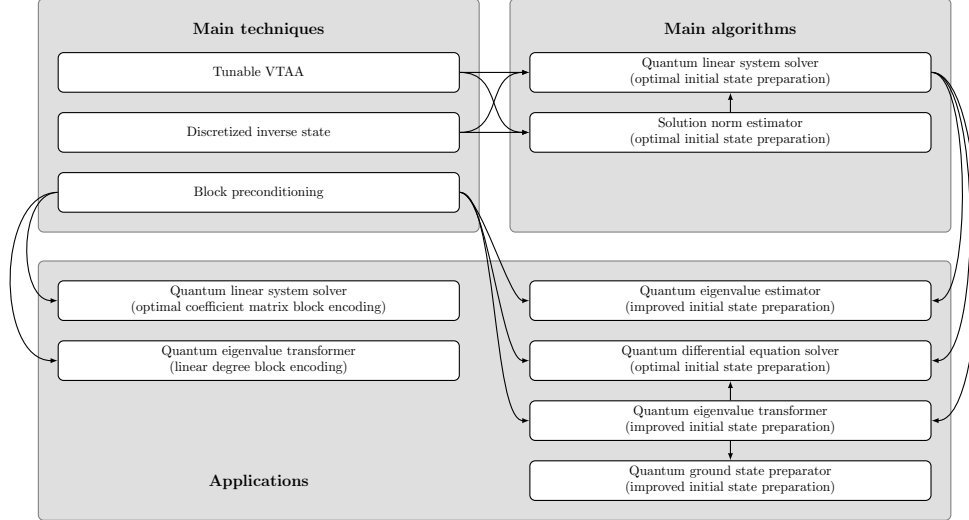 Main techniques
Tunable VTAA
Discretized inverse state
Block preconditioning
Main algorithms
Quantum linear system solver
(optimal initial state preparation)
Solution norm estimator
(optimal initial state preparation)
Quantum linear system solver
(optimal coefficient matrix block encoding)
Quantum eigenvalue transformer
(linear degree block encoding)
Applications
Quantum eigenvalue estimator
(improved initial state preparation)
Quantum differential equation solver
(optimal initial state preparation)
Quantum eigenvalue transformer
(improved initial state preparation)
Quantum ground state preparator
(improved initial state preparation)